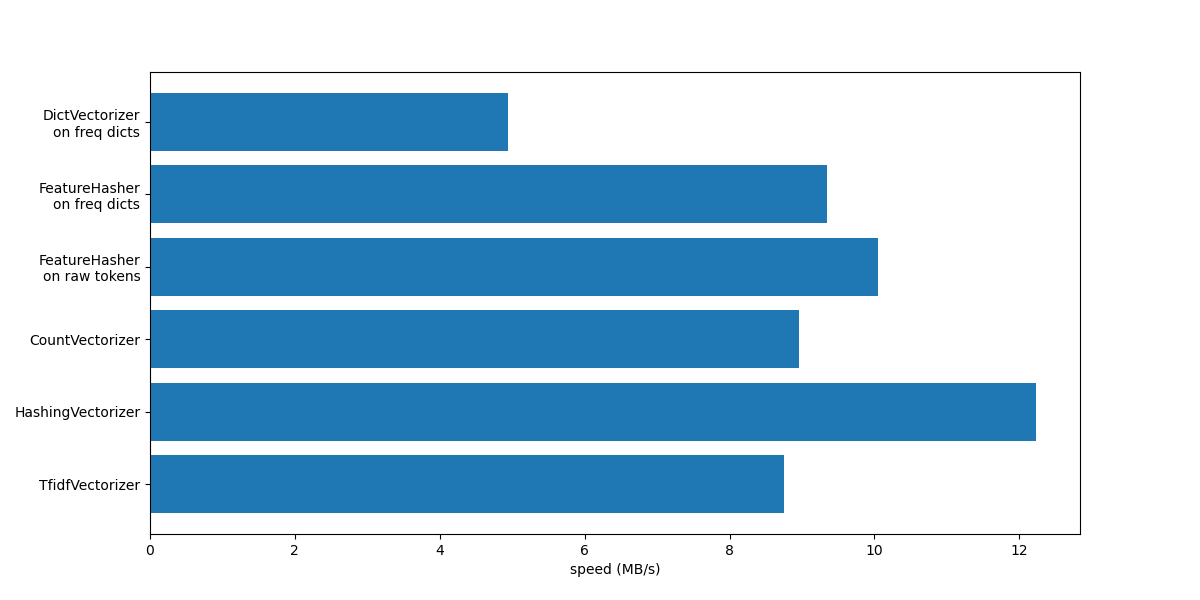 DictVectorizer
on freq dicts
FeatureHasher
on freq dicts
FeatureHasher
on raw tokens
CountVectorizer
HashingVectorizer
TfidfVectorizer
0 2 4 6 8 10 12
speed (MB/s)